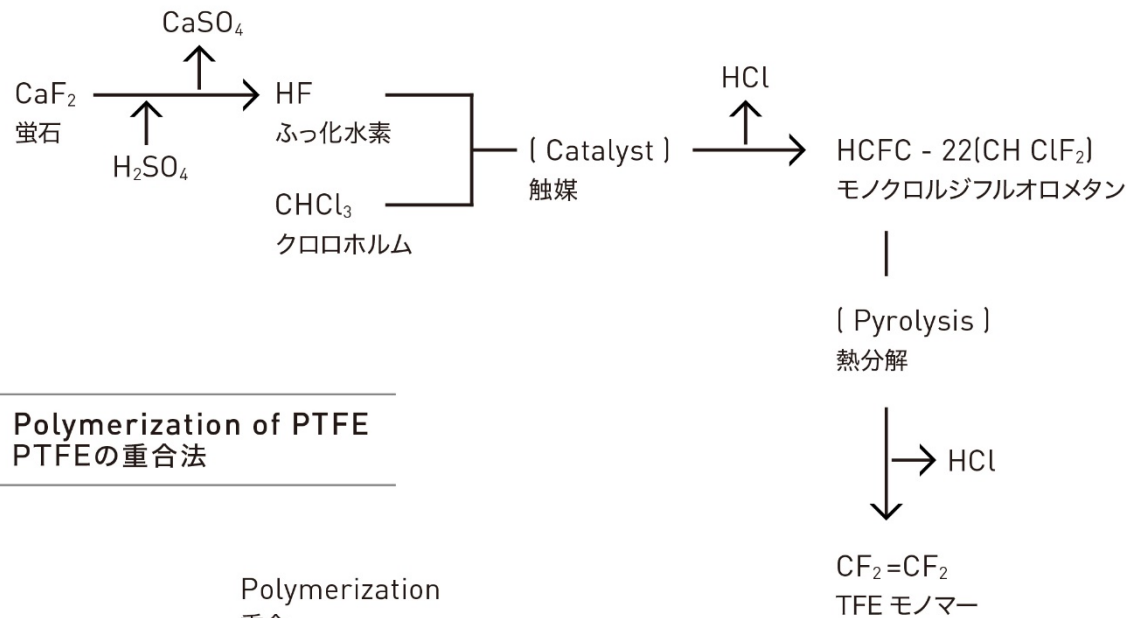 CaSO₄
CaF₂
蛍石
H₂SO₄
HF
ふっ化水素
CHCl₃
クロロホルム
( Catalyst )
触媒
HCl
HCFC - 22(CH ClF₂)
モノクロルジフルオロメタン
( Pyrolysis )
熱分解
HCl
CF₂=CF₂
TFE モノマー
Polymerization of PTFE
PTFEの重合法
Polymerization